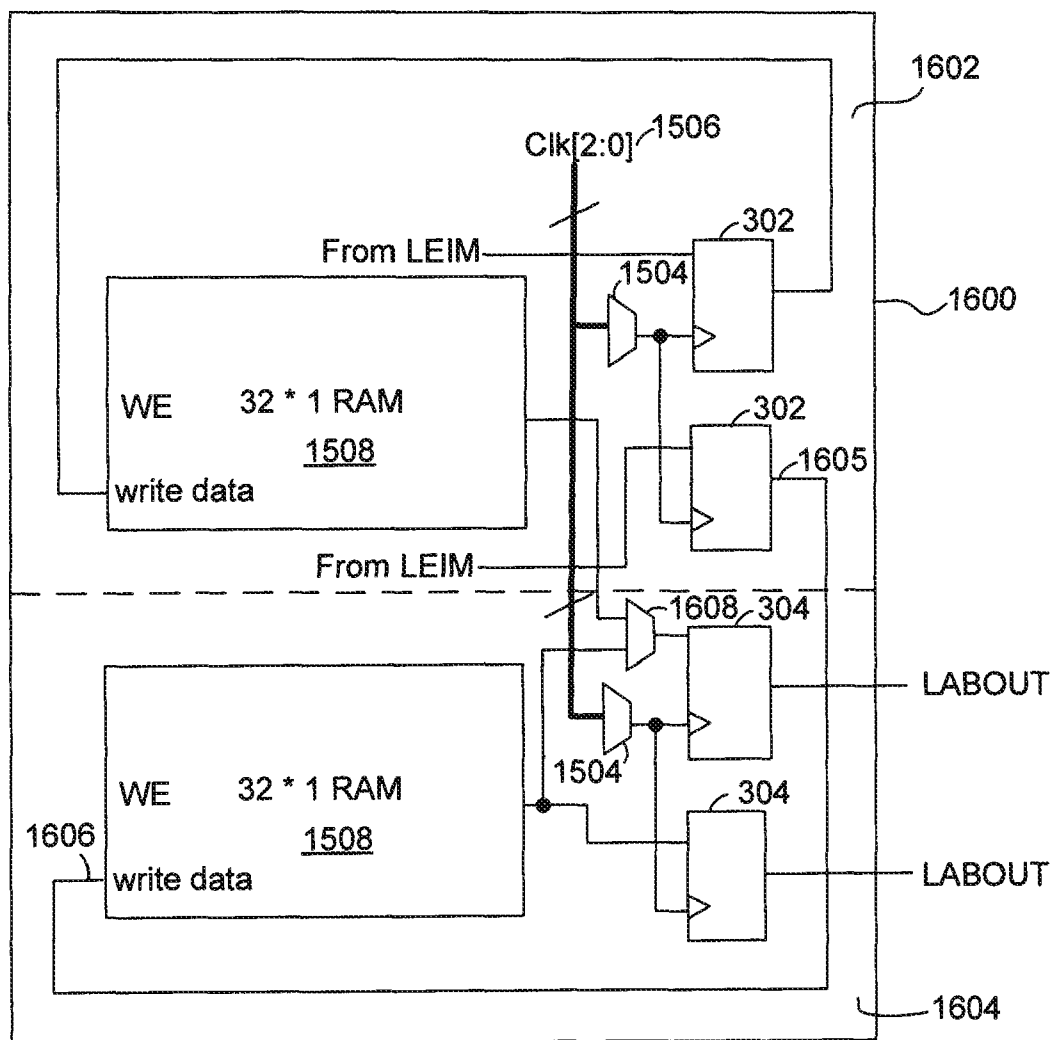 1602
Clk[2:0] 1506
302
From LEIM
1504
1600
WE 32 * 1 RAM
302
1508
1605
write data
From LEIM
1608
304
LABOUT
1504
WE 32 * 1 RAM
304
1606
1508
write data
LABOUT
1604